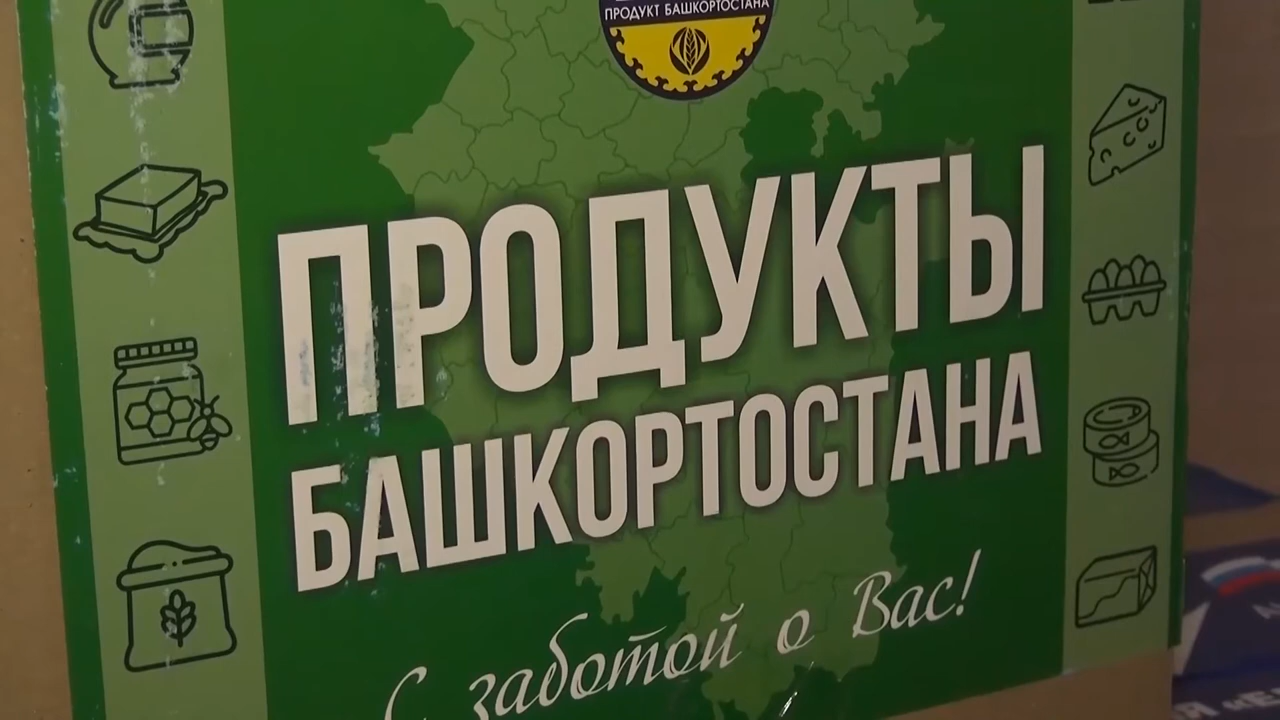 ПРОДУКТ БАШКОРТОСТАНА
ПРОДУКТЫ
БАШКОРТОСТАНА
С заботой о Вас!